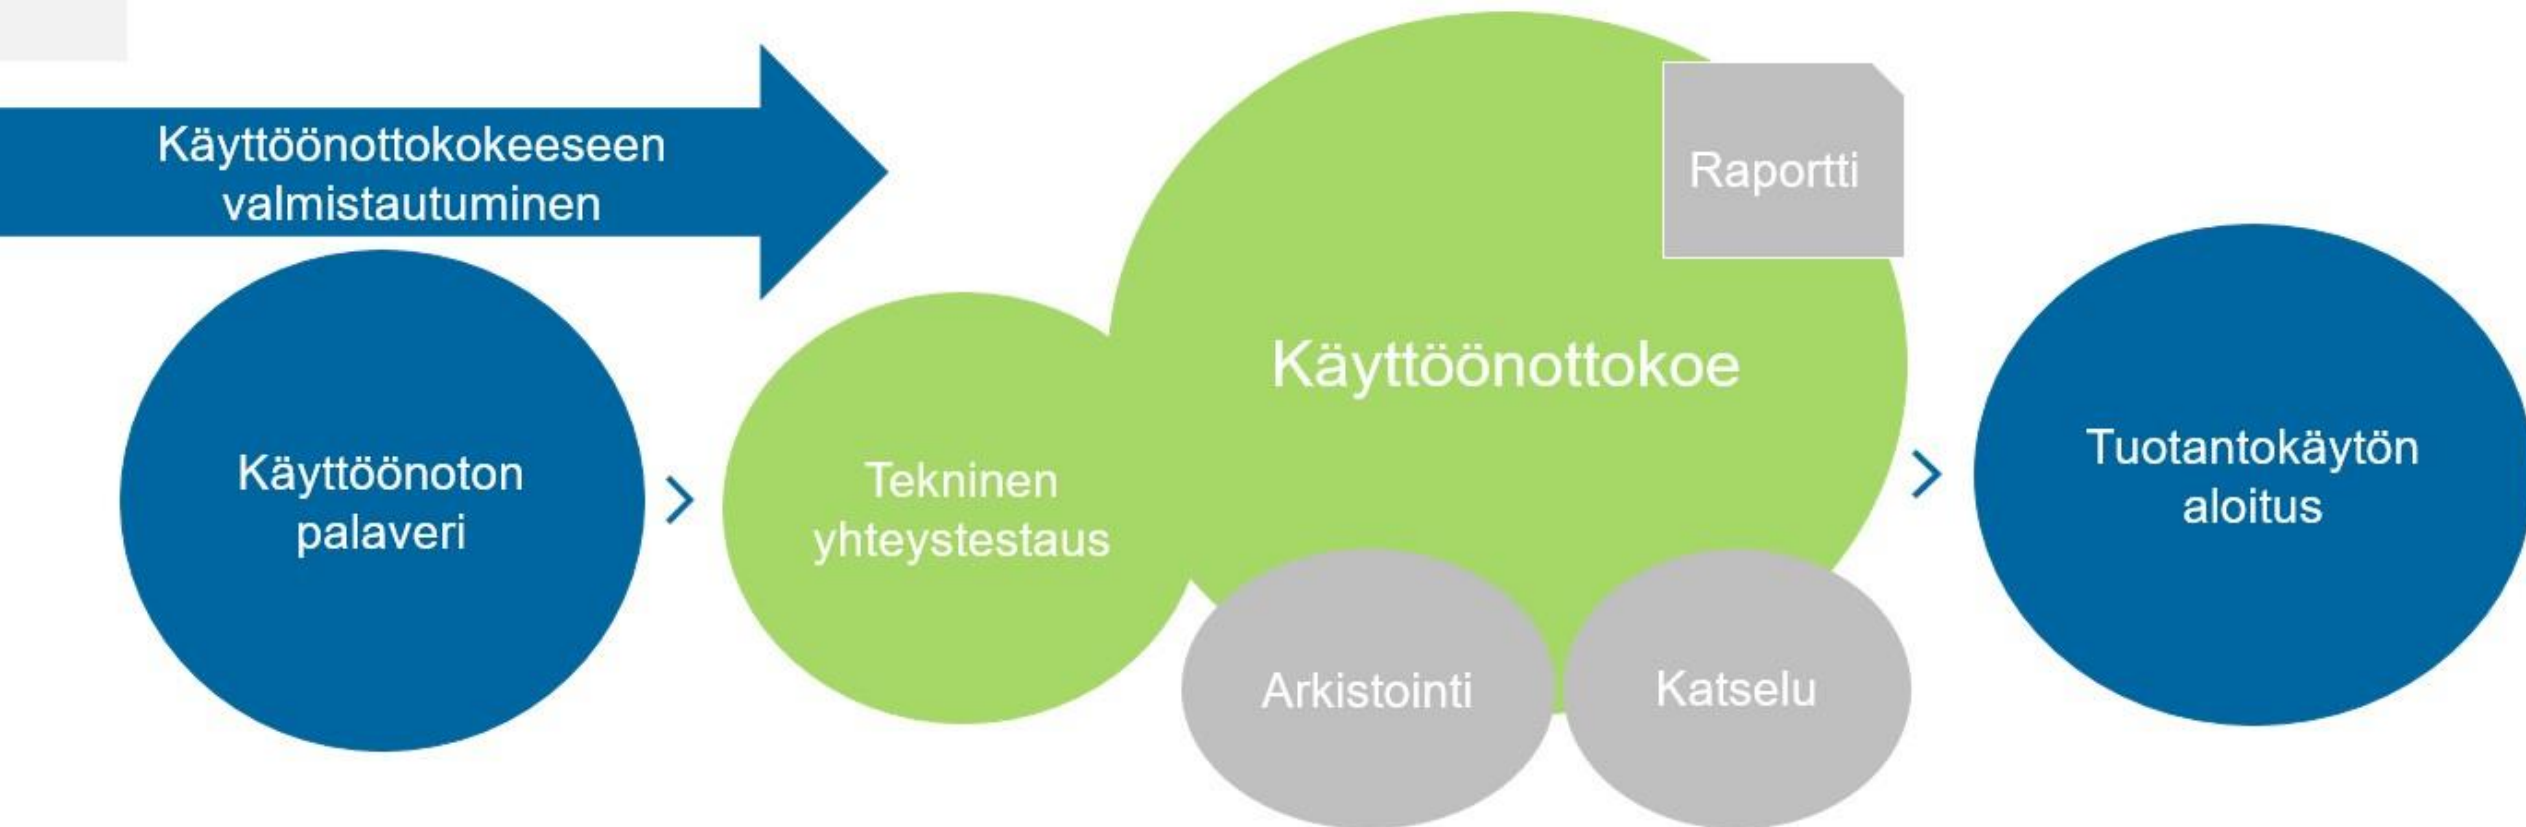 Käyttöönottokokeeseen
valmistautuminen
Käyttöönoton
palaveri
Tekninen
yhteystestaus
Käyttöönottokoe
Raportti
Arkistointi
Katselu
Tuotantokäytön
aloitus